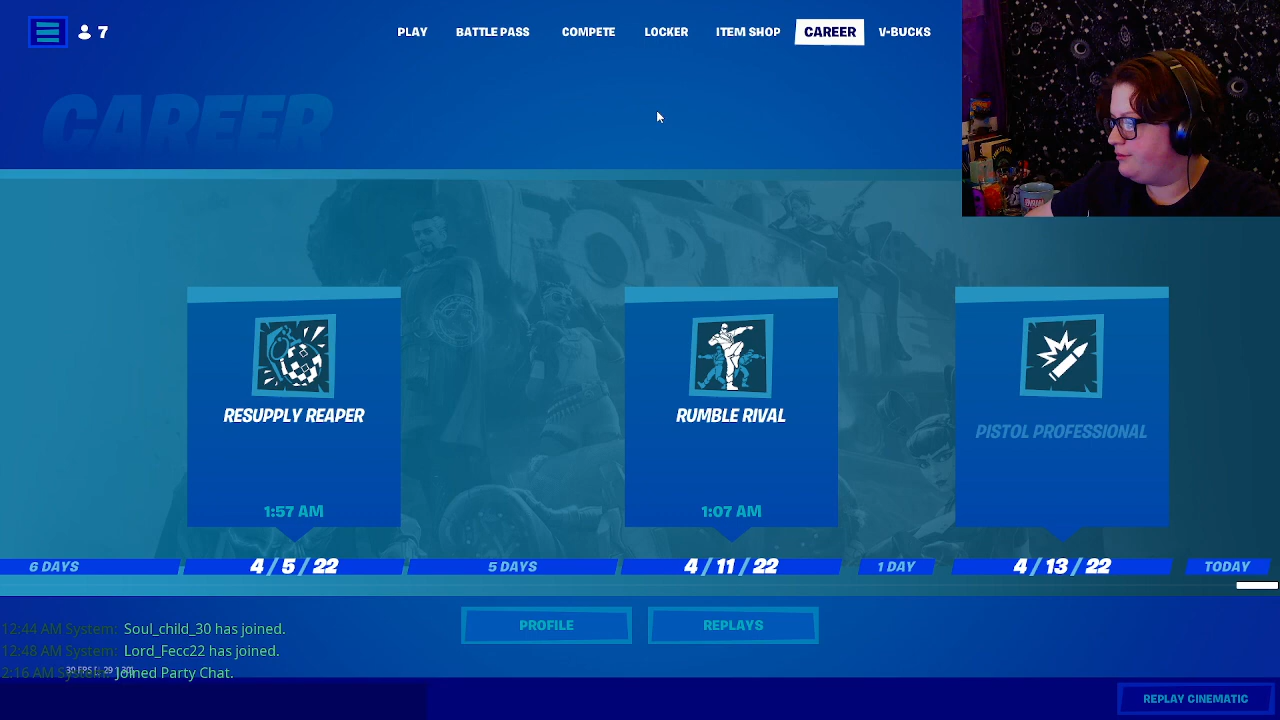 7
PLAY BATTLE PASS COMPETE LOCKER ITEM SHOP CAREER V-BUCKS
CAREER
RESUPPLY REAPER
RUMBLE RIVAL
PISTOL PROFESSIONAL
1:57 AM
1:07 AM
6 DAYS 4/5/22 5 DAYS 4/11/22 1 DAY 4/13/22 TODAY
PROFILE REPLAYS
12:44 AM System: Soul_child_30 has joined.
12:48 AM System: Lord_Fecc22 has joined.
2:16 AM System: Joined Party Chat.
REPLAY CINEMATIC